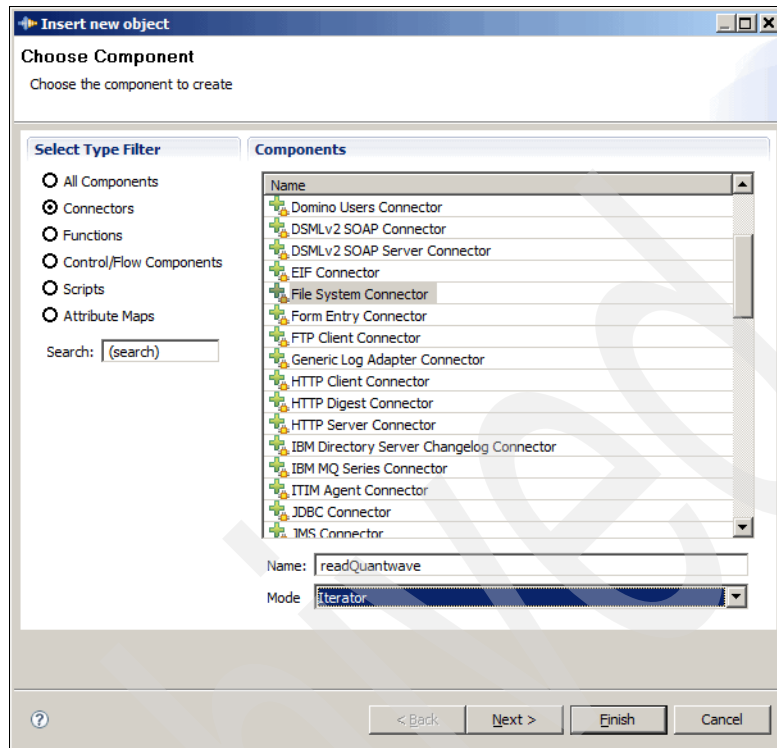 Insert new object
Choose Component
Choose the component to create
Select Type Filter
All Components
Connectors
Functions
Control/Flow Components
Scripts
Attribute Maps
Search: (search)
Components
Name
Domino Users Connector
DSMLv2 SOAP Connector
DSMLv2 SOAP Server Connector
EIF Connector
File System Connector
Form Entry Connector
FTP Client Connector
Generic Log Adapter Connector
HTTP Client Connector
HTTP Digest Connector
HTTP Server Connector
IBM Directory Server Changelog Connector
IBM MQ Series Connector
ITIM Agent Connector
JDBC Connector
JMS Connector
Name: readQuantwave
Mode Iterator
? < Back Next > Finish Cancel